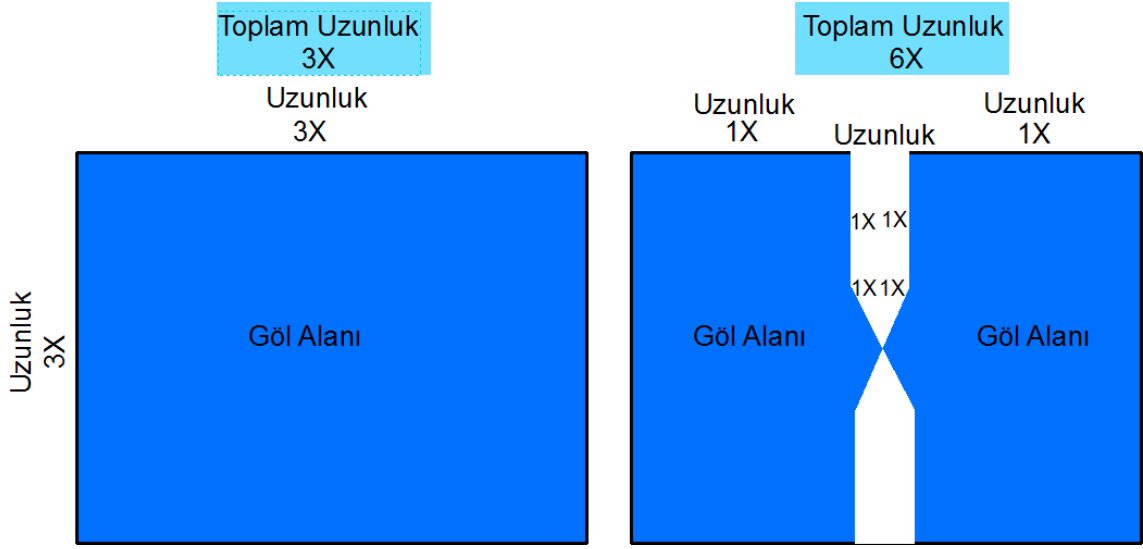 Toplam Uzunluk
3X
Uzunluk
3X
Uzunluk
3X
Göl Alanı
Toplam Uzunluk
6X
Uzunluk
1X
Uzunluk
Uzunluk
1X
1X 1X
1X 1X
Göl Alanı
Göl Alanı